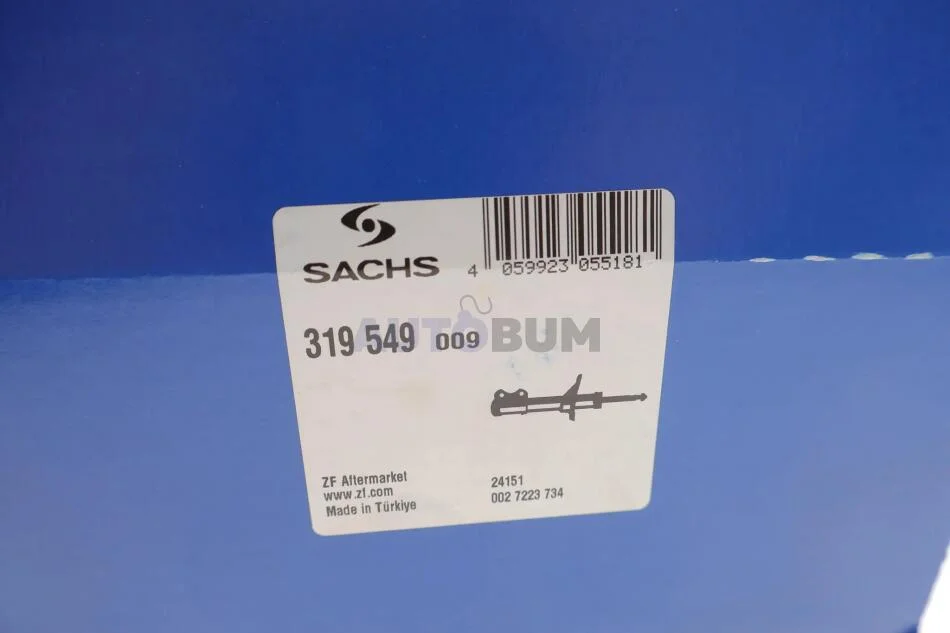 SACHS
4 059923 055181
319 549 009
AUTOBUM
ZF Aftermarket
www.zf.com
Made in Türkiye
24151
002 7223 734